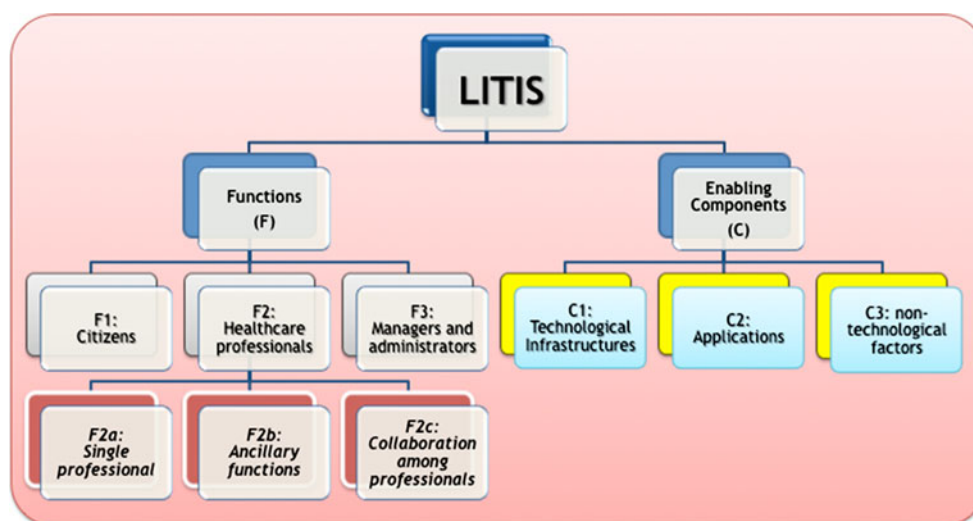 LITIS
Functions
(F)
Enabling
Components
(C)
F1:
Citizens
F2:
Healthcare
professionals
F3:
Managers and
administrators
C1:
Technological
Infrastructures
C2:
Applications
C3: non-
technological
factors
F2a:
Single
professional
F2b:
Ancillary
functions
F2c:
Collaboration
among
professionals